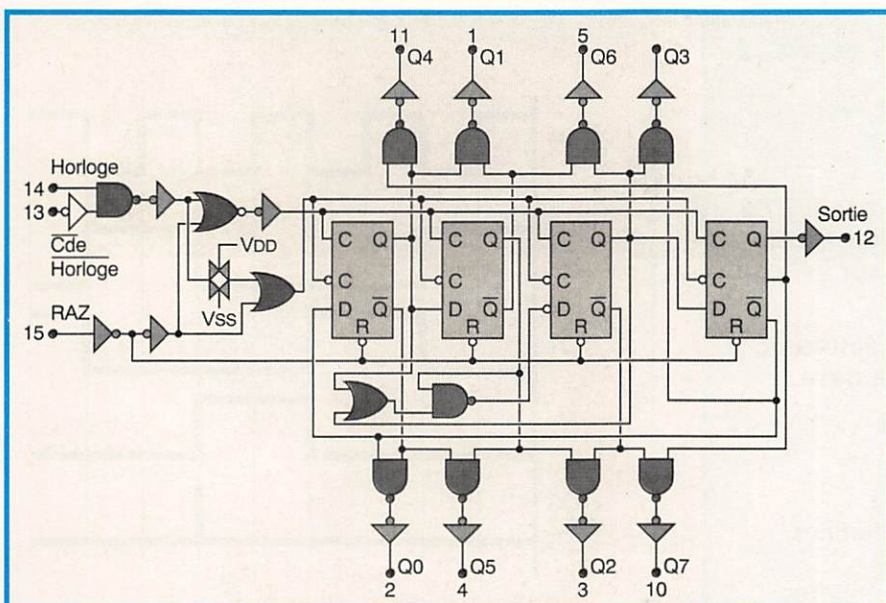 11 1 5
Q4 Q1 Q6 Q3
Horloge
14
13
Cde
Horloge
VDD
VSS
RAZ
15
C Q C Q C Q C Q
Sortie
12
C C C C
D Q D Q D Q D Q
R R R R
Q0 Q5 Q2 Q7
2 4 3 10